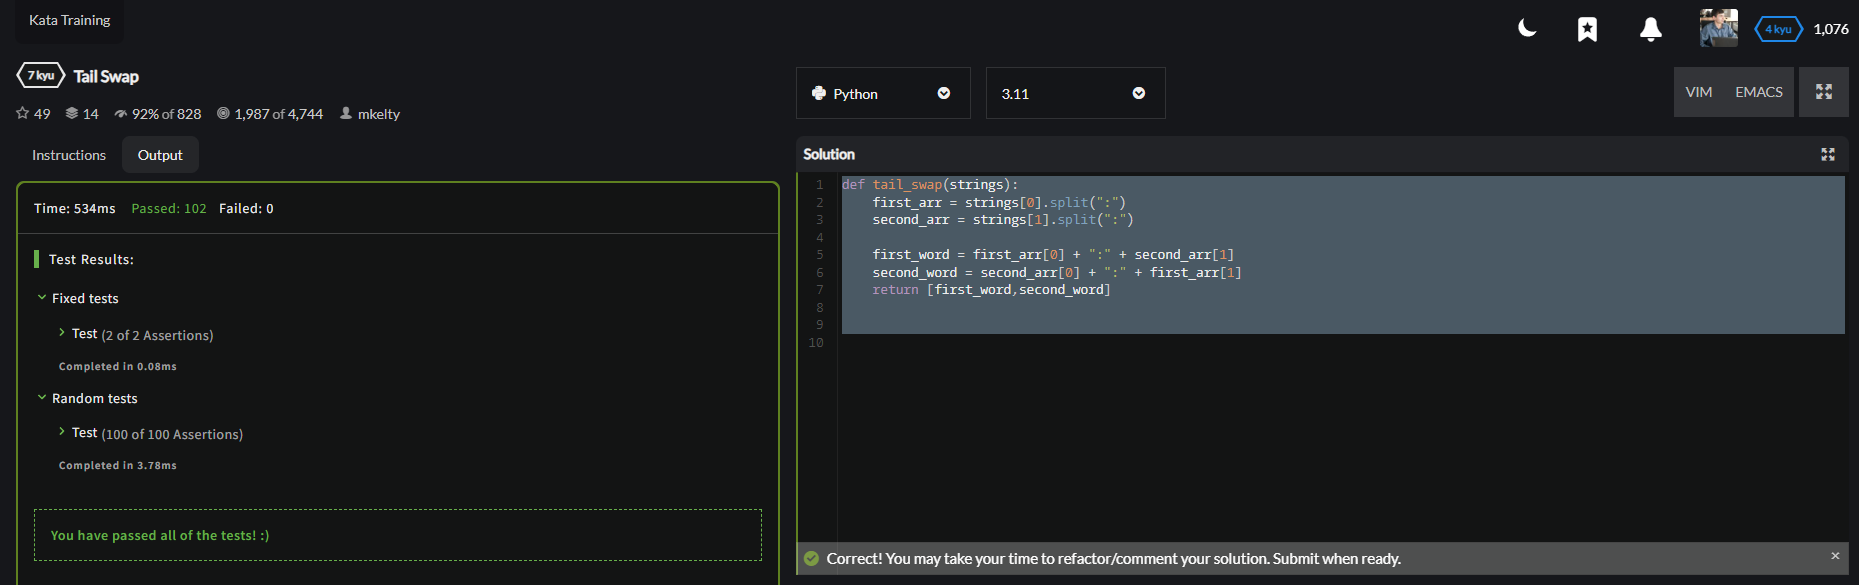 Kata Training
4 kyu 1,076
7 kyu Tail Swap
49 14 92% of 828 1,987 of 4,744 mkelty
Instructions Output
Time: 534ms Passed: 102 Failed: 0
Test Results:
Fixed tests
Test (2 of 2 Assertions)
Completed in 0.08ms
Random tests
Test (100 of 100 Assertions)
Completed in 3.78ms
You have passed all of the tests! :)
Python 3.11 VIM EMACS
Solution
1 def tail_swap(strings):
2     first_arr = strings[0].split(":")
3     second_arr = strings[1].split(":")
4
5     first_word = first_arr[0] + ":" + second_arr[1]
6     second_word = second_arr[0] + ":" + first_arr[1]
7     return [first_word,second_word]
8
9
10
Correct! You may take your time to refactor/comment your solution. Submit when ready. ×